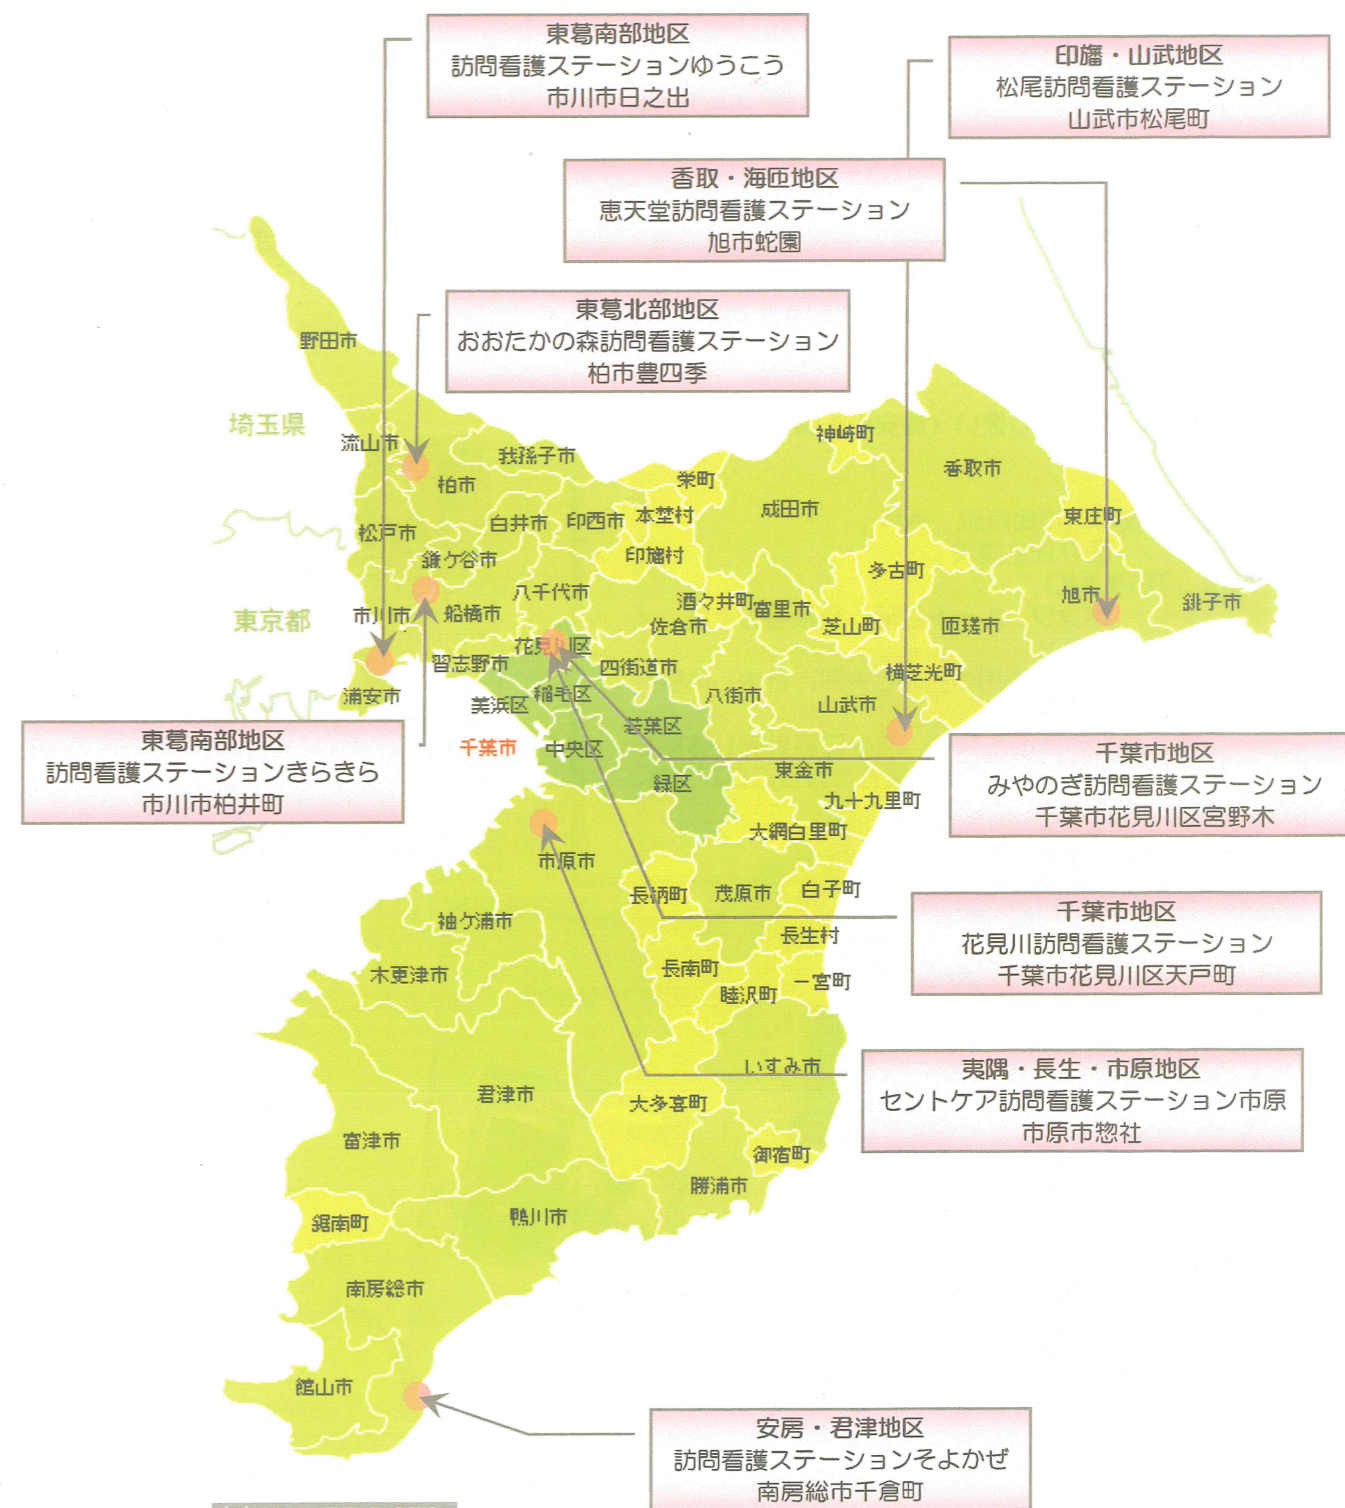 東葛南部地区
訪問看護ステーションゆうこう
市川市日之出
印旛・山武地区
松尾訪問看護ステーション
山武市松尾町
香取・海匝地区
恵天堂訪問看護ステーション
旭市蛇園
東葛北部地区
おおたかの森訪問看護ステーション
柏市豊四季
野田市
埼玉県
流山市
我孫子市
柏市
神崎町
香取市
栄町
成田市
松戸市
白井市
印西市
本埜村
東庄町
鎌ケ谷市
印旛村
多古町
東京都
市川市
船橋市
八千代市
酒々井町
富里市
佐倉市
芝山町
匝瑳市
旭市
銚子市
花見川区
習志野市
四街道市
横芝光町
浦安市
美浜区
稲毛区
八街市
山武市
若葉区
千葉市
中央区
緑区
東金市
九十九里町
大網白里町
東葛南部地区
訪問看護ステーションきらきら
市川市柏井町
千葉市地区
みやのぎ訪問看護ステーション
千葉市花見川区宮野木
市原市
長柄町
茂原市
白子町
袖ケ浦市
長生村
木更津市
長南町
睦沢町
一宮町
千葉市地区
花見川訪問看護ステーション
千葉市花見川区天戸町
いすみ市
君津市
大多喜町
富津市
御宿町
勝浦市
夷隅・長生・市原地区
セントケア訪問看護ステーション市原
市原市惣社
鋸南町
鴨川市
南房総市
館山市
安房・君津地区
訪問看護ステーションそよかぜ
南房総市千倉町